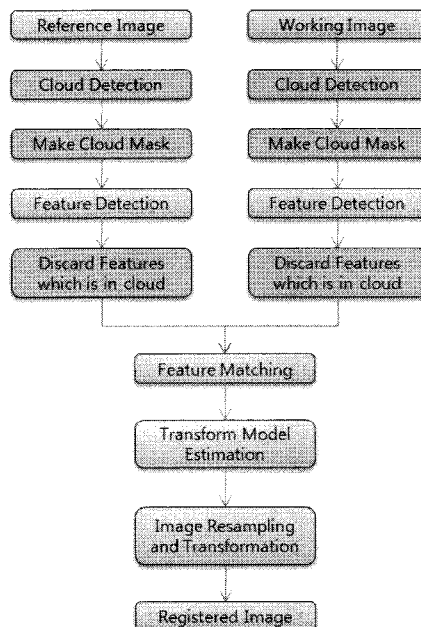 Reference Image
Working Image
Cloud Detection
Cloud Detection
Make Cloud Mask
Make Cloud Mask
Feature Detection
Feature Detection
Discard Features
which is in cloud
Discard Features
which is in cloud
Feature Matching
Transform Model
Estimation
Image Resampling
and Transformation
Registered Image